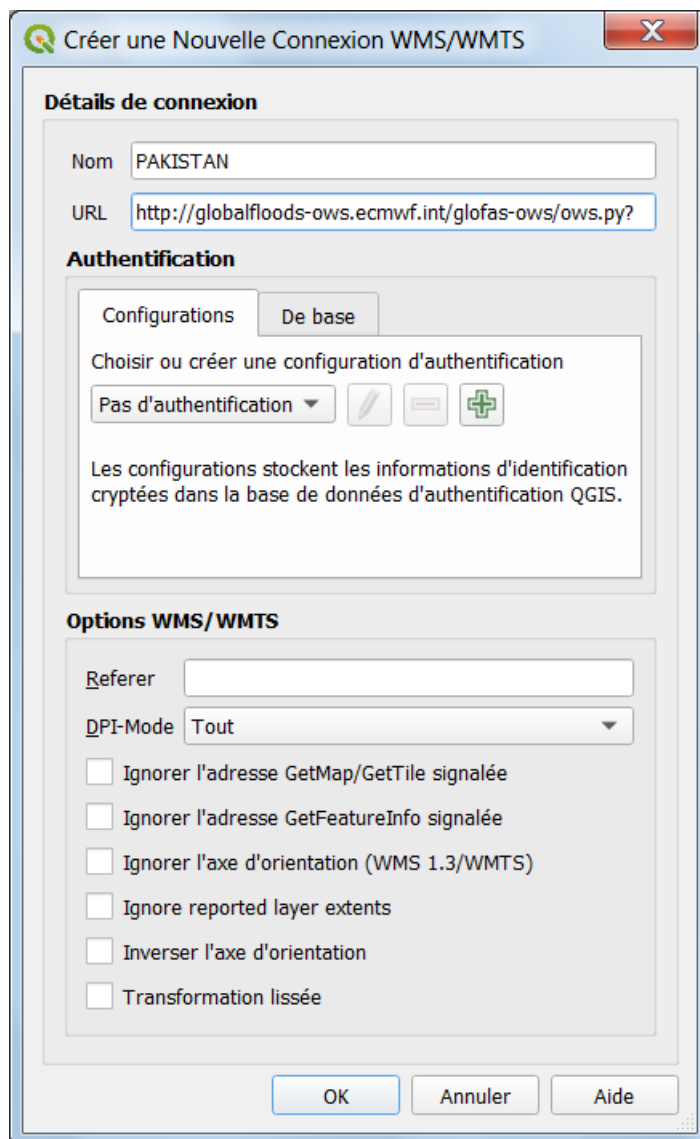 Créer une Nouvelle Connexion WMS/WMTS
Détails de connexion
Nom PAKISTAN
URL http://globalfloods-ows.ecmwf.int/glofas-ows/ows.py?
Authentification
Configurations De base
Choisir ou créer une configuration d'authentification
Pas d'authentification
Les configurations stockent les informations d'identification
cryptées dans la base de données d'authentification QGIS.
Options WMS/WMTS
Referer
DPI-Mode Tout
Ignorer l'adresse GetMap/GetTile signalée
Ignorer l'adresse GetFeatureInfo signalée
Ignorer l'axe d'orientation (WMS 1.3/WMTS)
Ignore reported layer extents
Inverser l'axe d'orientation
Transformation lissée
OK Annuler Aide